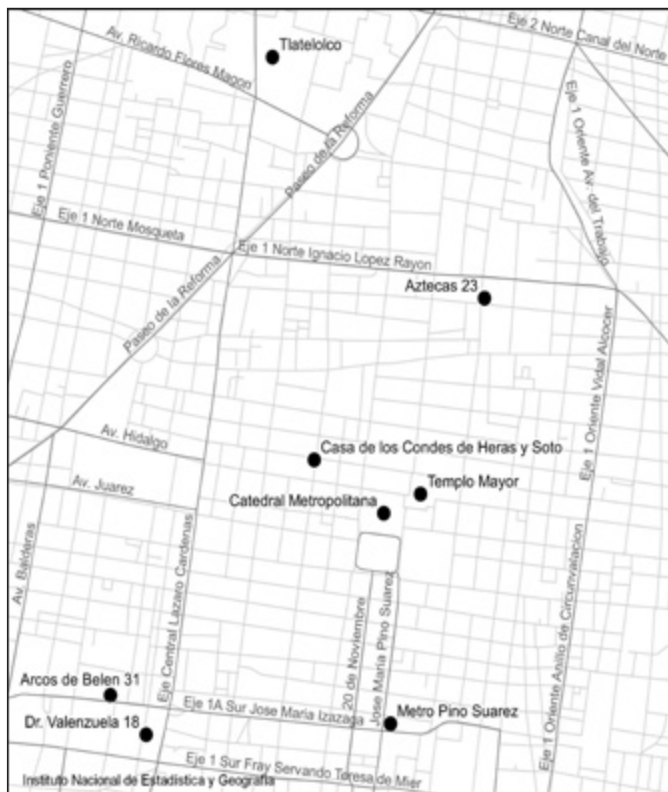 Eje 2 Norte Canal del Norte
Av. Ricardo Flores Magon
Tlatelolco
Eje 1 Poniente Guerrero
Paseo de la Reforma
Eje 1 Oriente Av. del Trabajo
Eje 1 Norte Mosqueta
Eje 1 Norte Ignacio Lopez Rayon
Aztecas 23
Paseo de la Reforma
Eje 1 Oriente Vidal Alcocer
Av. Hidalgo
Casa de los Condes de Heras y Soto
Templo Mayor
Av. Juarez
Catedral Metropolitana
Av. Balderas
Eje Central Lazaro Cardenas
20 de Noviembre
Jose Maria Pino Suarez
Eje 1 Oriente Anillo de Circunvalacion
Arcos de Belen 31
Eje 1A Sur Jose Maria Izazaga
Metro Pino Suarez
Dr. Valenzuela 18
Eje 1 Sur Fray Servando Teresa de Mier
Instituto Nacional de Estadística y Geografía